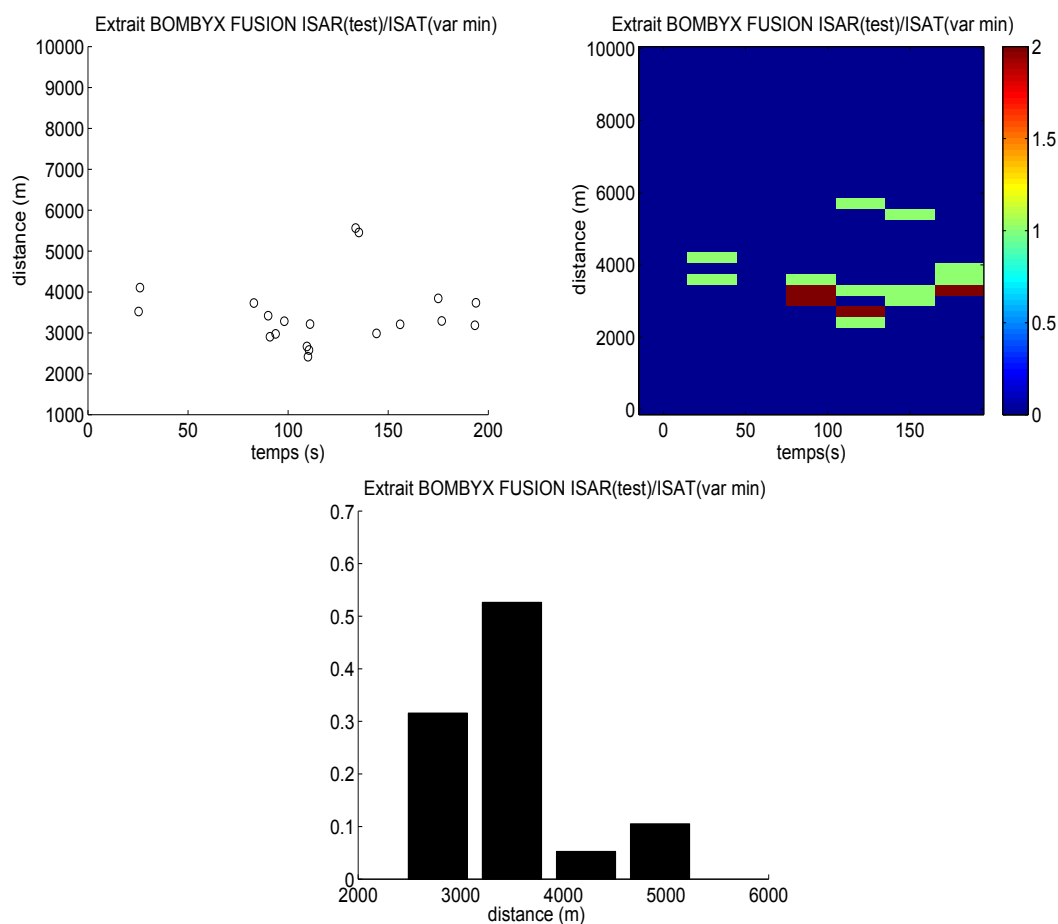 Extrait BOMBYX FUSION ISAR(test)/ISAT(var min)
10000
9000
8000
7000
6000
5000
4000
3000
2000
1000
distance (m)
0 50 100 150 200
temps (s)
Extrait BOMBYX FUSION ISAR(test)/ISAT(var min)
10000
8000
6000
4000
2000
0
distance (m)
0 50 100 150
temps(s)
2
1.5
1
0.5
0
Extrait BOMBYX FUSION ISAR(test)/ISAT(var min)
0.7
0.6
0.5
0.4
0.3
0.2
0.1
0
2000 3000 4000 5000 6000
distance (m)